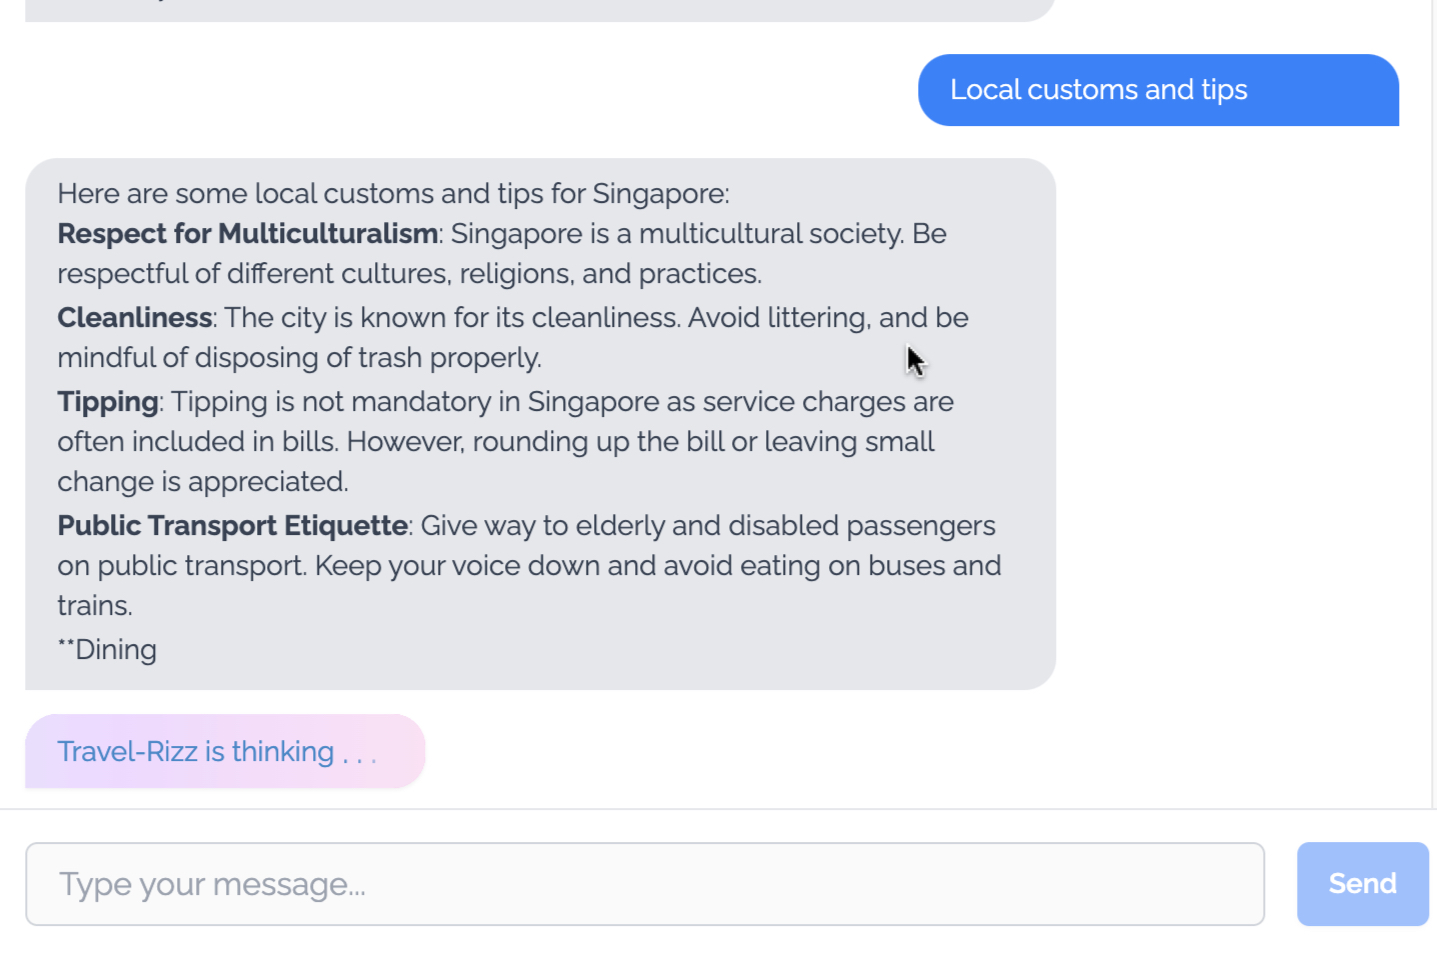 Local customs and tips
Here are some local customs and tips for Singapore:
Respect for Multiculturalism: Singapore is a multicultural society. Be
respectful of different cultures, religions, and practices.
Cleanliness: The city is known for its cleanliness. Avoid littering, and be
mindful of disposing of trash properly.
Tipping: Tipping is not mandatory in Singapore as service charges are
often included in bills. However, rounding up the bill or leaving small
change is appreciated.
Public Transport Etiquette: Give way to elderly and disabled passengers
on public transport. Keep your voice down and avoid eating on buses and
trains.
**Dining
Travel-Rizz is thinking . . .
Type your message...
Send